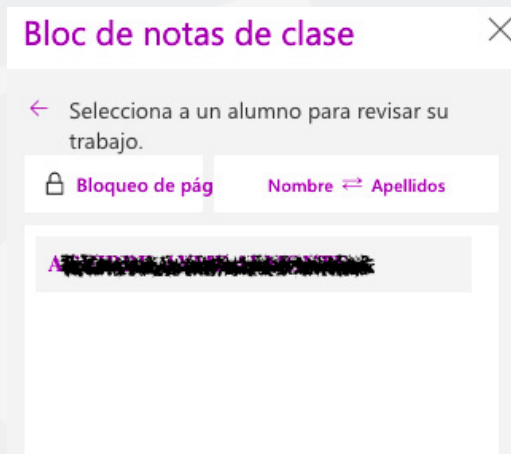 Bloc de notas de clase
Selecciona a un alumno para revisar su
trabajo.
Bloqueo de pág
Nombre ⇄ Apellidos